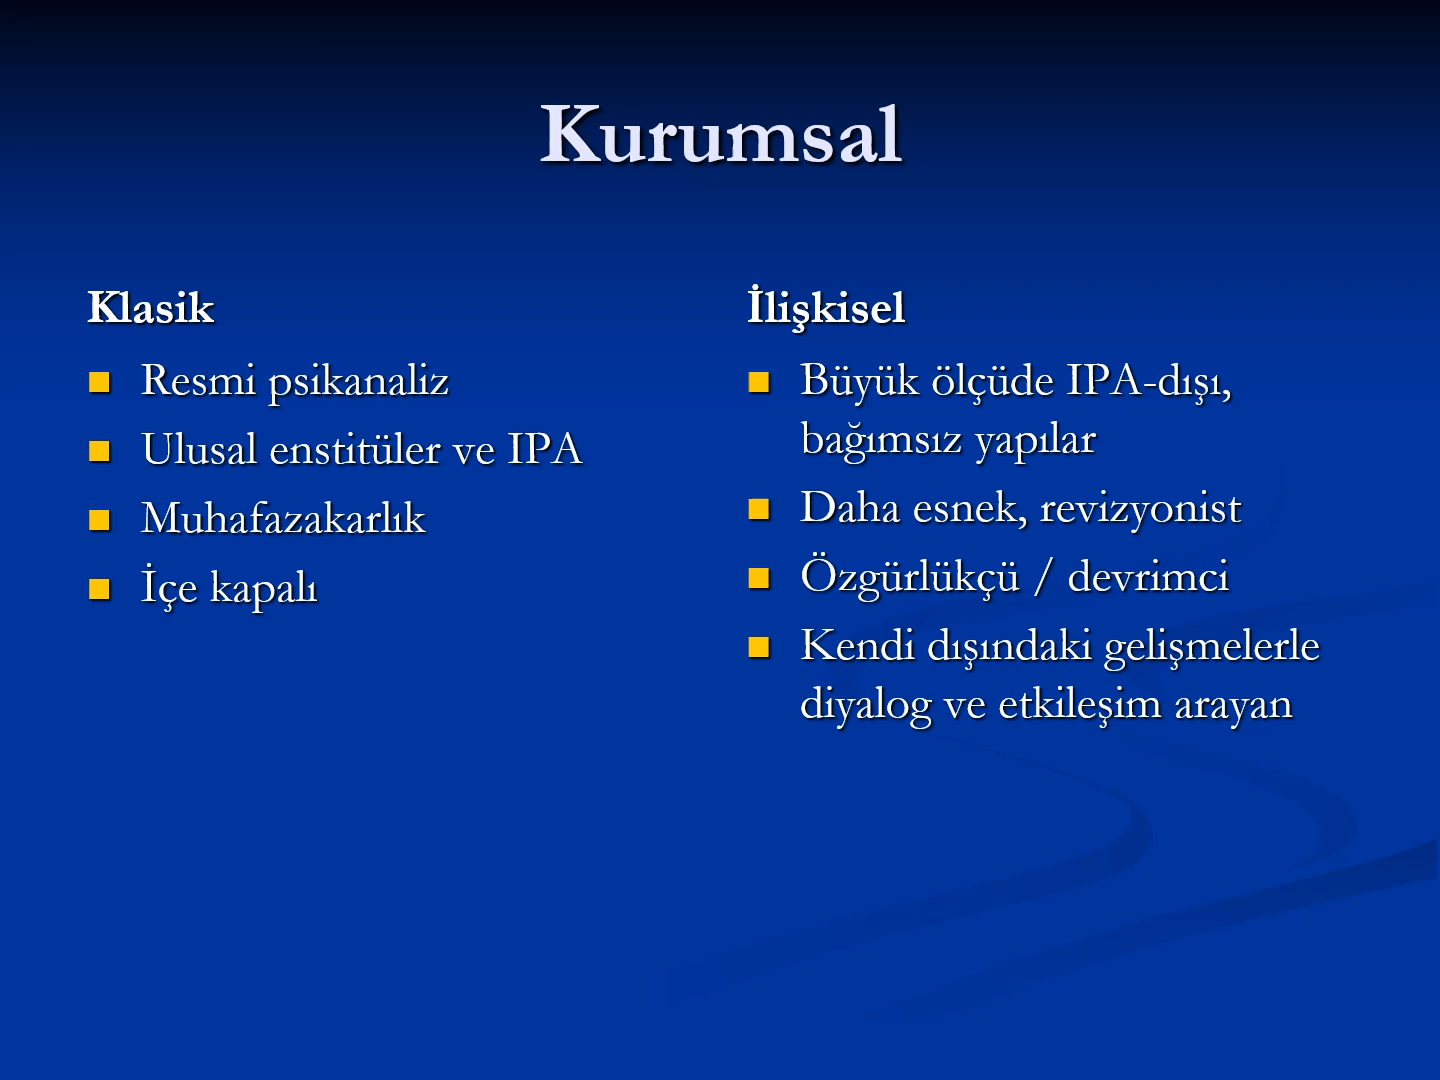 Kurumsal
Klasik
Resmi psikanaliz
Ulusal enstitüler ve IPA
Muhafazakarlık
İçe kapalı
İlişkisel
Büyük ölçüde IPA-dışı,
bağımsız yapılar
Daha esnek, revizyonist
Özgürlükçü / devrimci
Kendi dışındaki gelişmelerle
diyalog ve etkileşim arayan